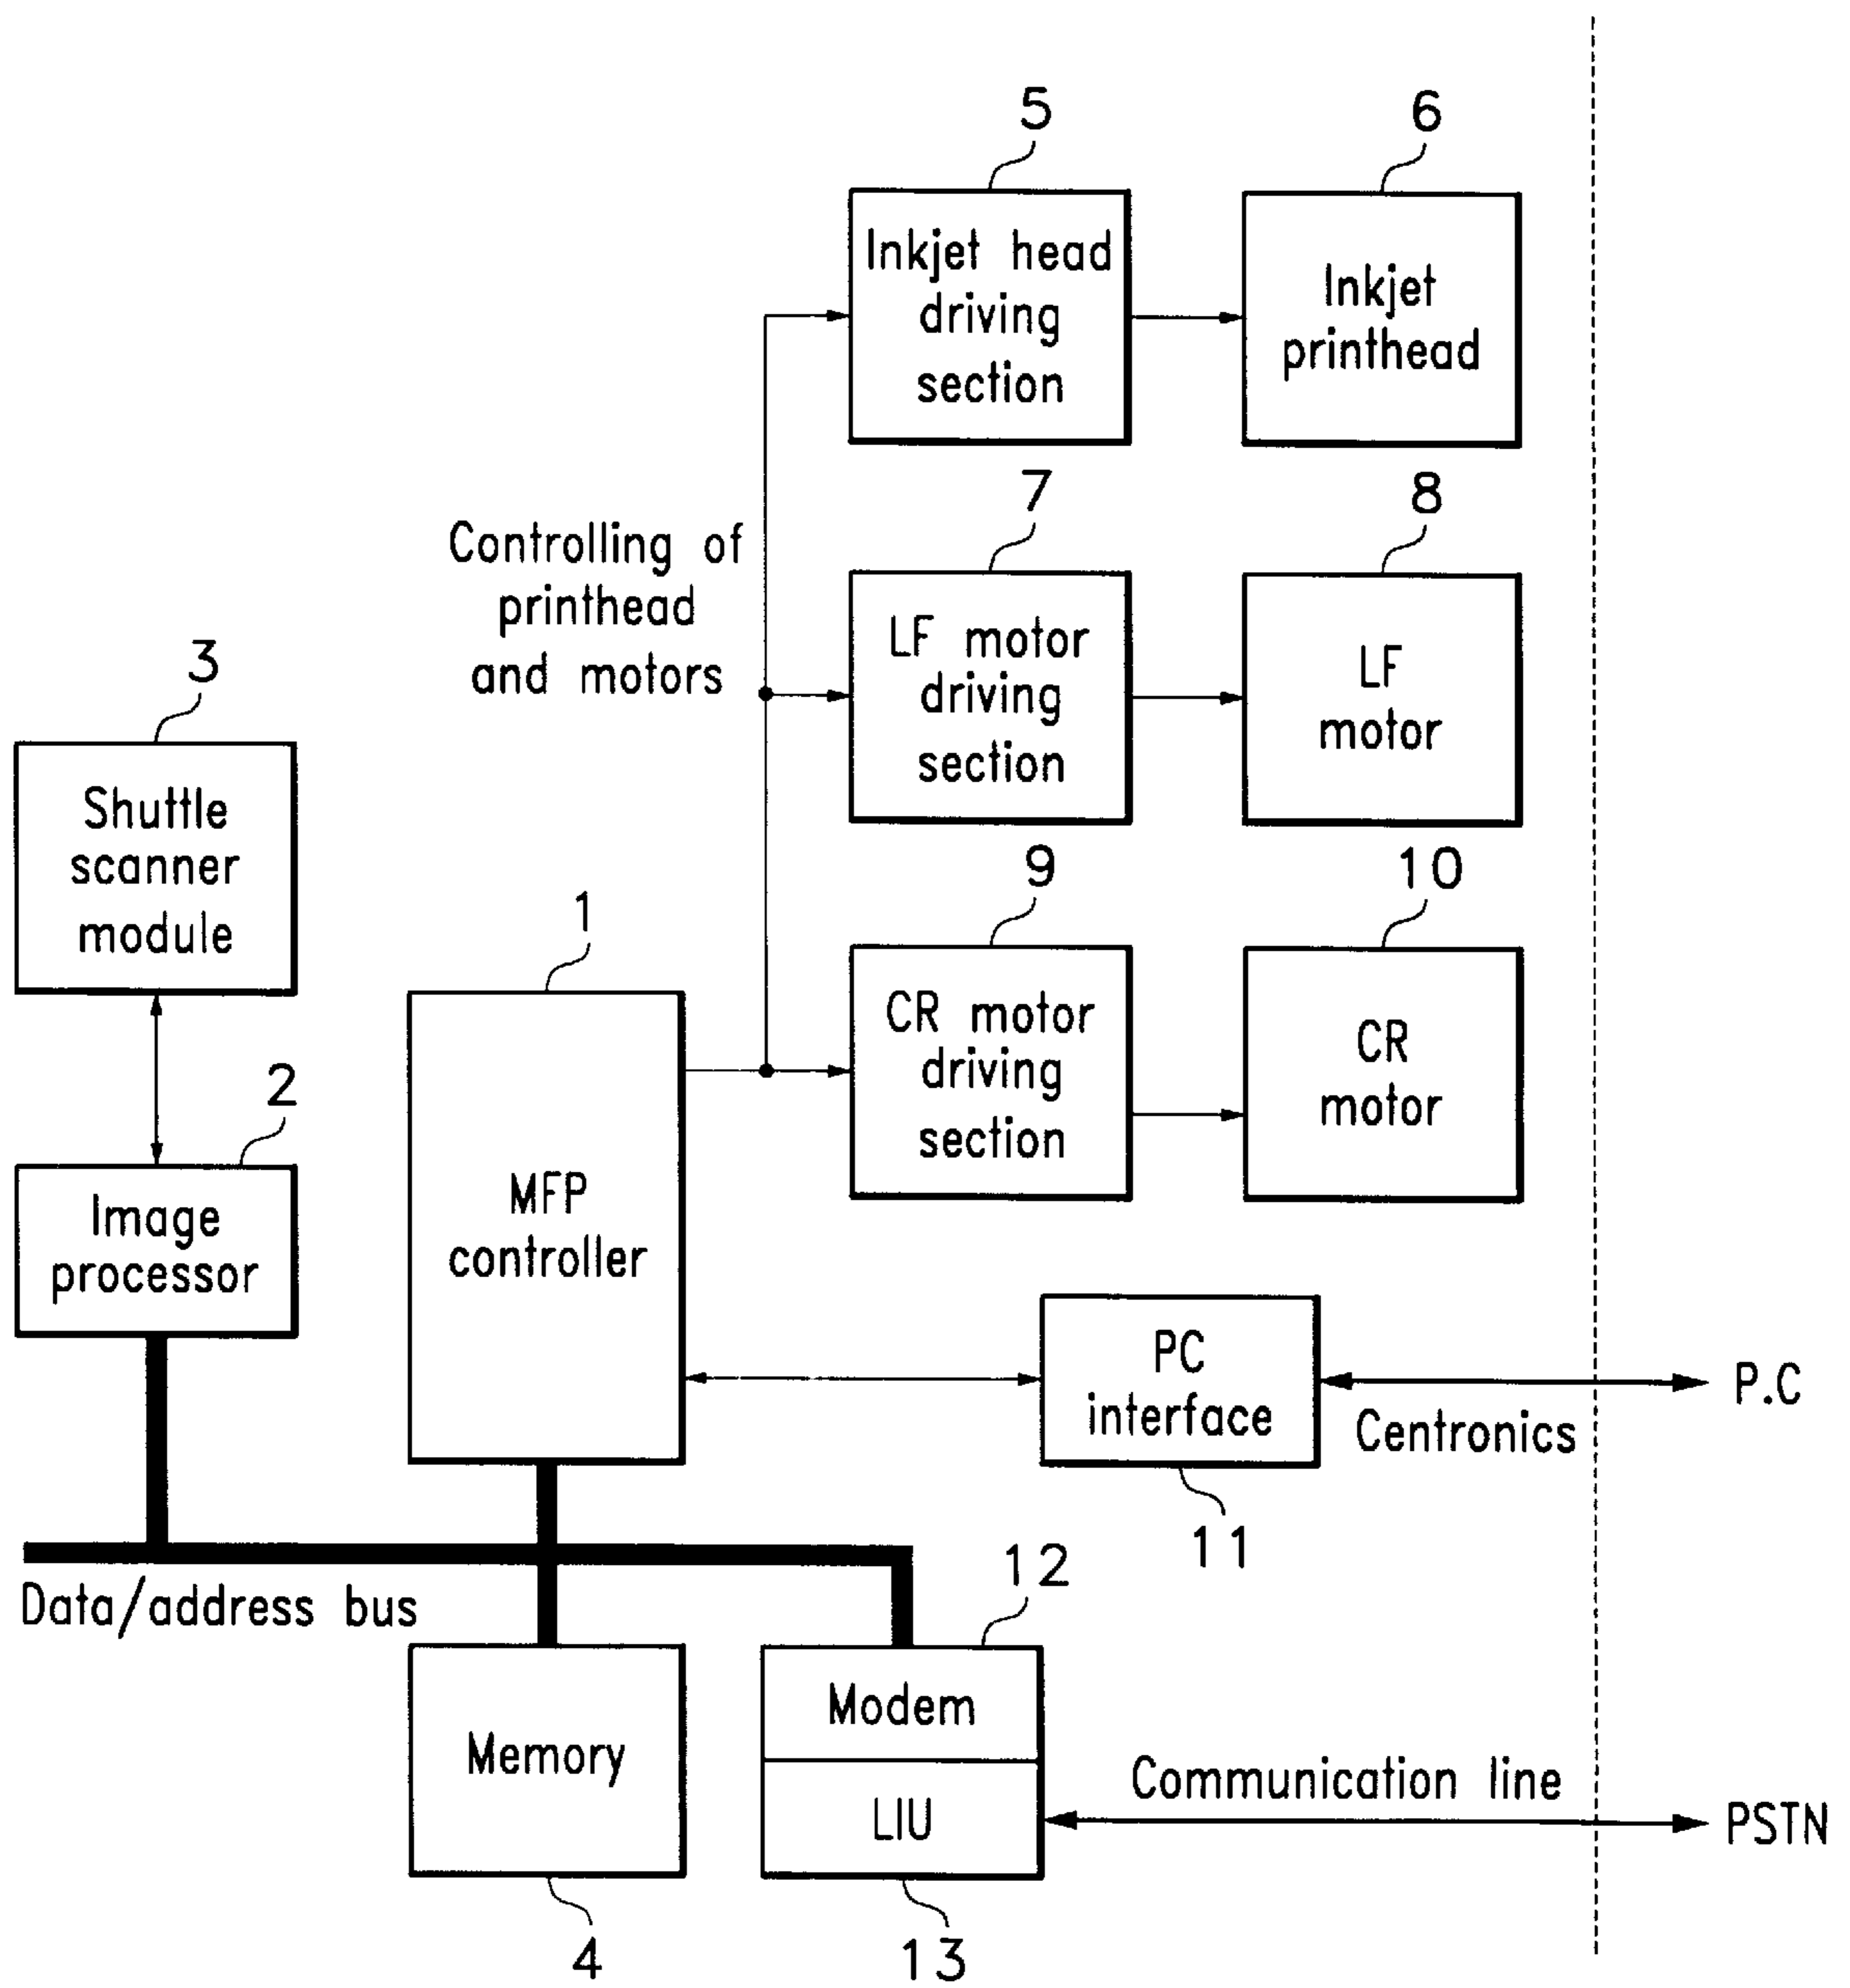 5
6
Inkjet head
driving
section
Inkjet
printhead
7
8
Controlling of
printhead
and motors
LF motor
driving
section
LF
motor
3
Shuttle
scanner
module
9
10
1
CR motor
driving
section
CR
motor
2
Image
processor
MFP
controller
PC
interface
P.C
Centronics
11
Data/address bus
12
Modem
Memory
LIU
Communication line
PSTN
4
13